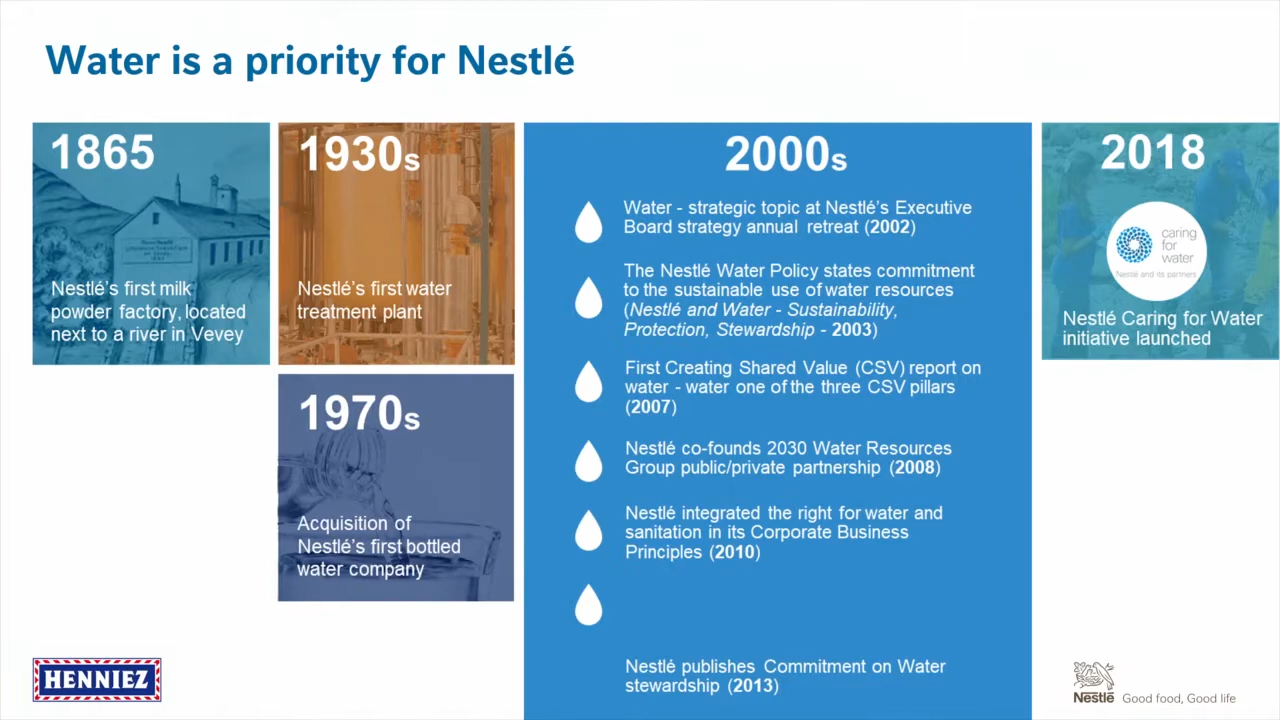 Water is a priority for Nestlé
1865
Nestlé's first milk
powder factory, located
next to a river in Vevey
1930s
Nestlé's first water
treatment plant
1970s
Acquisition of
Nestlé's first bottled
water company
2000s
Water - strategic topic at Nestlé's Executive
Board strategy annual retreat (2002)
The Nestlé Water Policy states commitment
to the sustainable use of water resources
(Nestlé and Water - Sustainability,
Protection, Stewardship - 2003)
First Creating Shared Value (CSV) report on
water - water one of the three CSV pillars
(2007)
Nestlé co-founds 2030 Water Resources
Group public/private partnership (2008)
Nestlé integrated the right for water and
sanitation in its Corporate Business
Principles (2010)
Nestlé publishes Commitment on Water
stewardship (2013)
2018
caring
for
water
Nestlé and its partners
Nestlé Caring for Water
initiative launched
HENNIEZ
Nestlé Good food, Good life